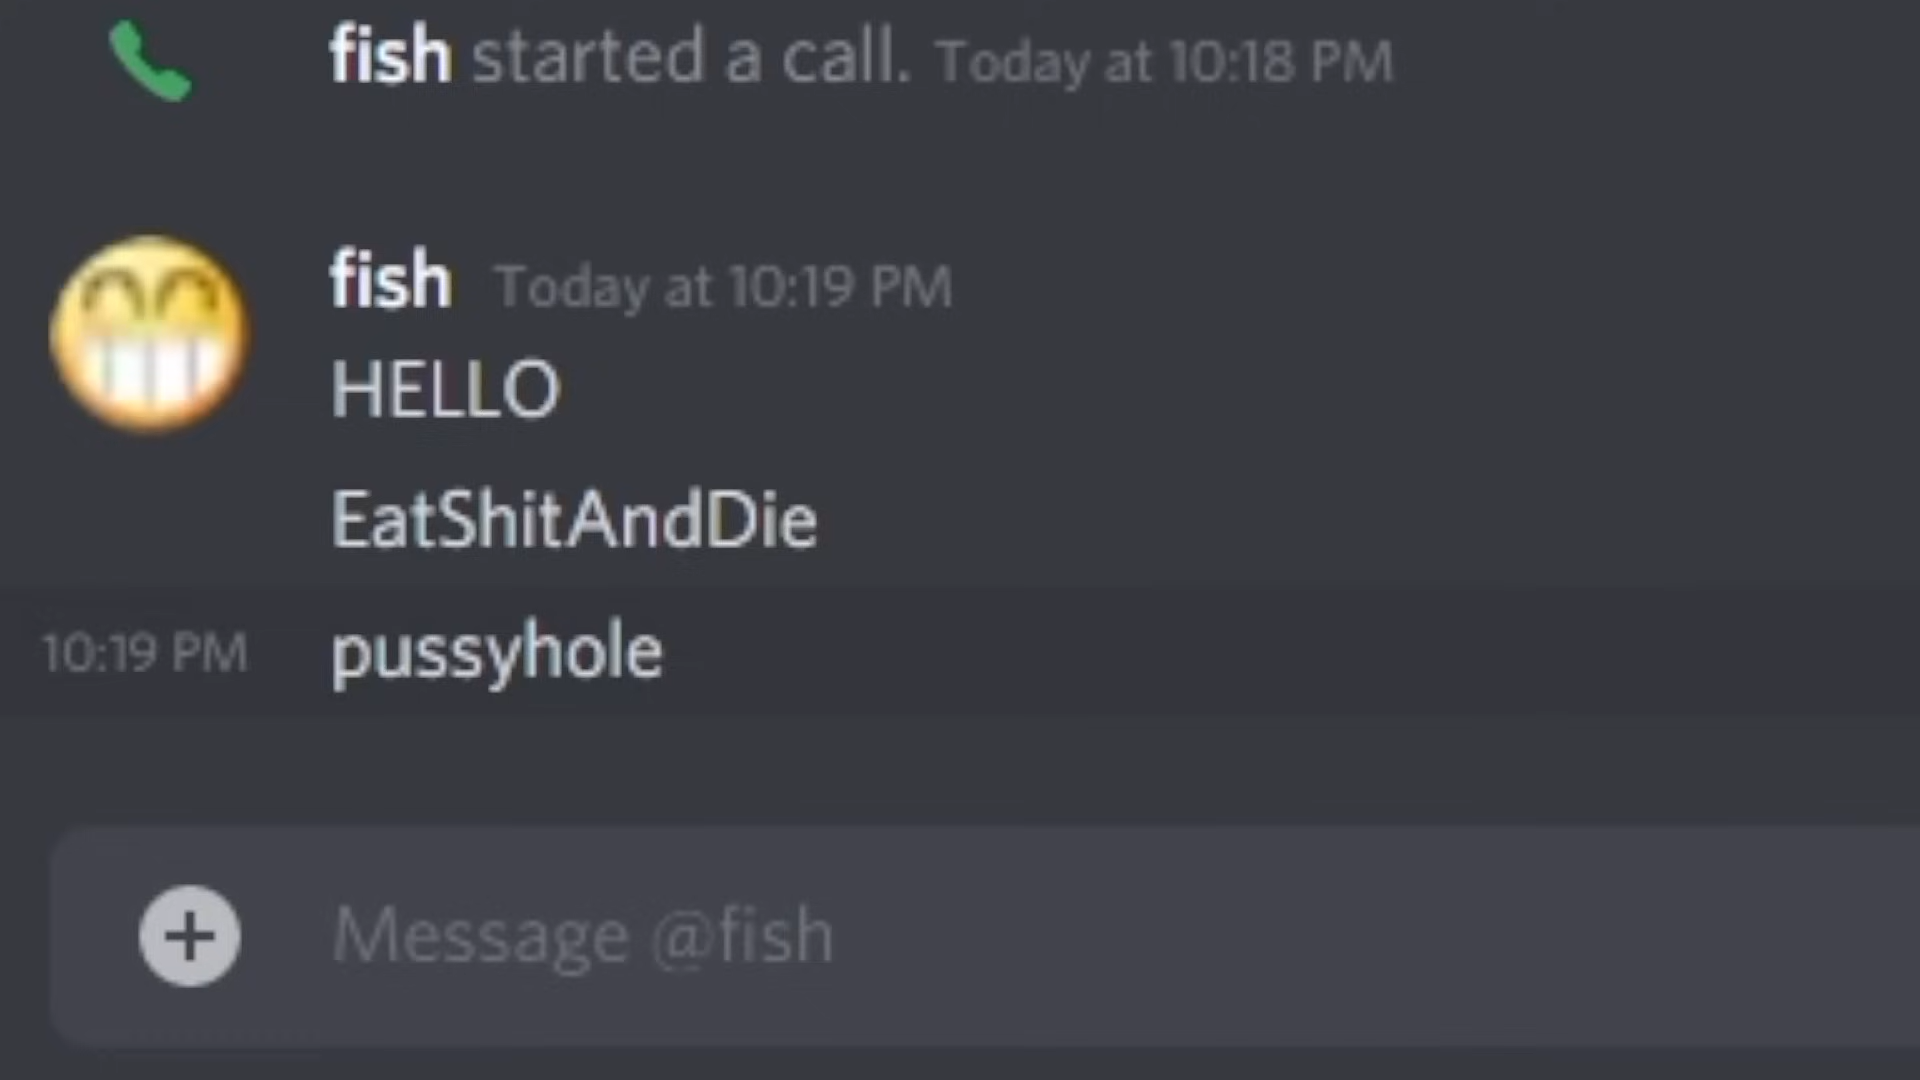 fish started a call. Today at 10:18 PM
fish Today at 10:19 PM
HELLO
EatShitAndDie
10:19 PM pussyhole
Message @fish